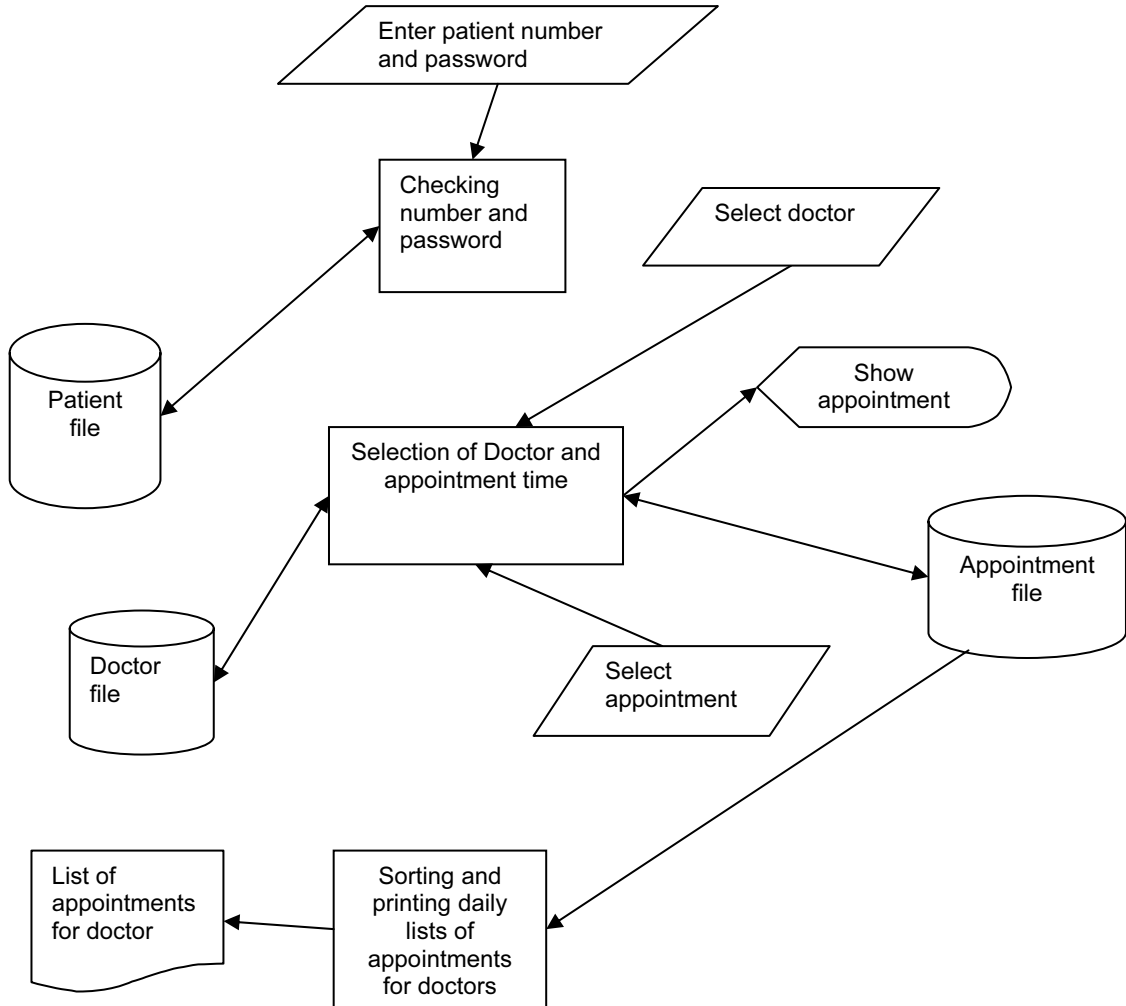 Enter patient number
and password
Checking
number and
password
Select doctor
Show
appointment
Patient
file
Selection of Doctor and
appointment time
Appointment
file
Doctor
file
Select
appointment
List of
appointments
for doctor
Sorting and
printing daily
lists of
appointments
for doctors